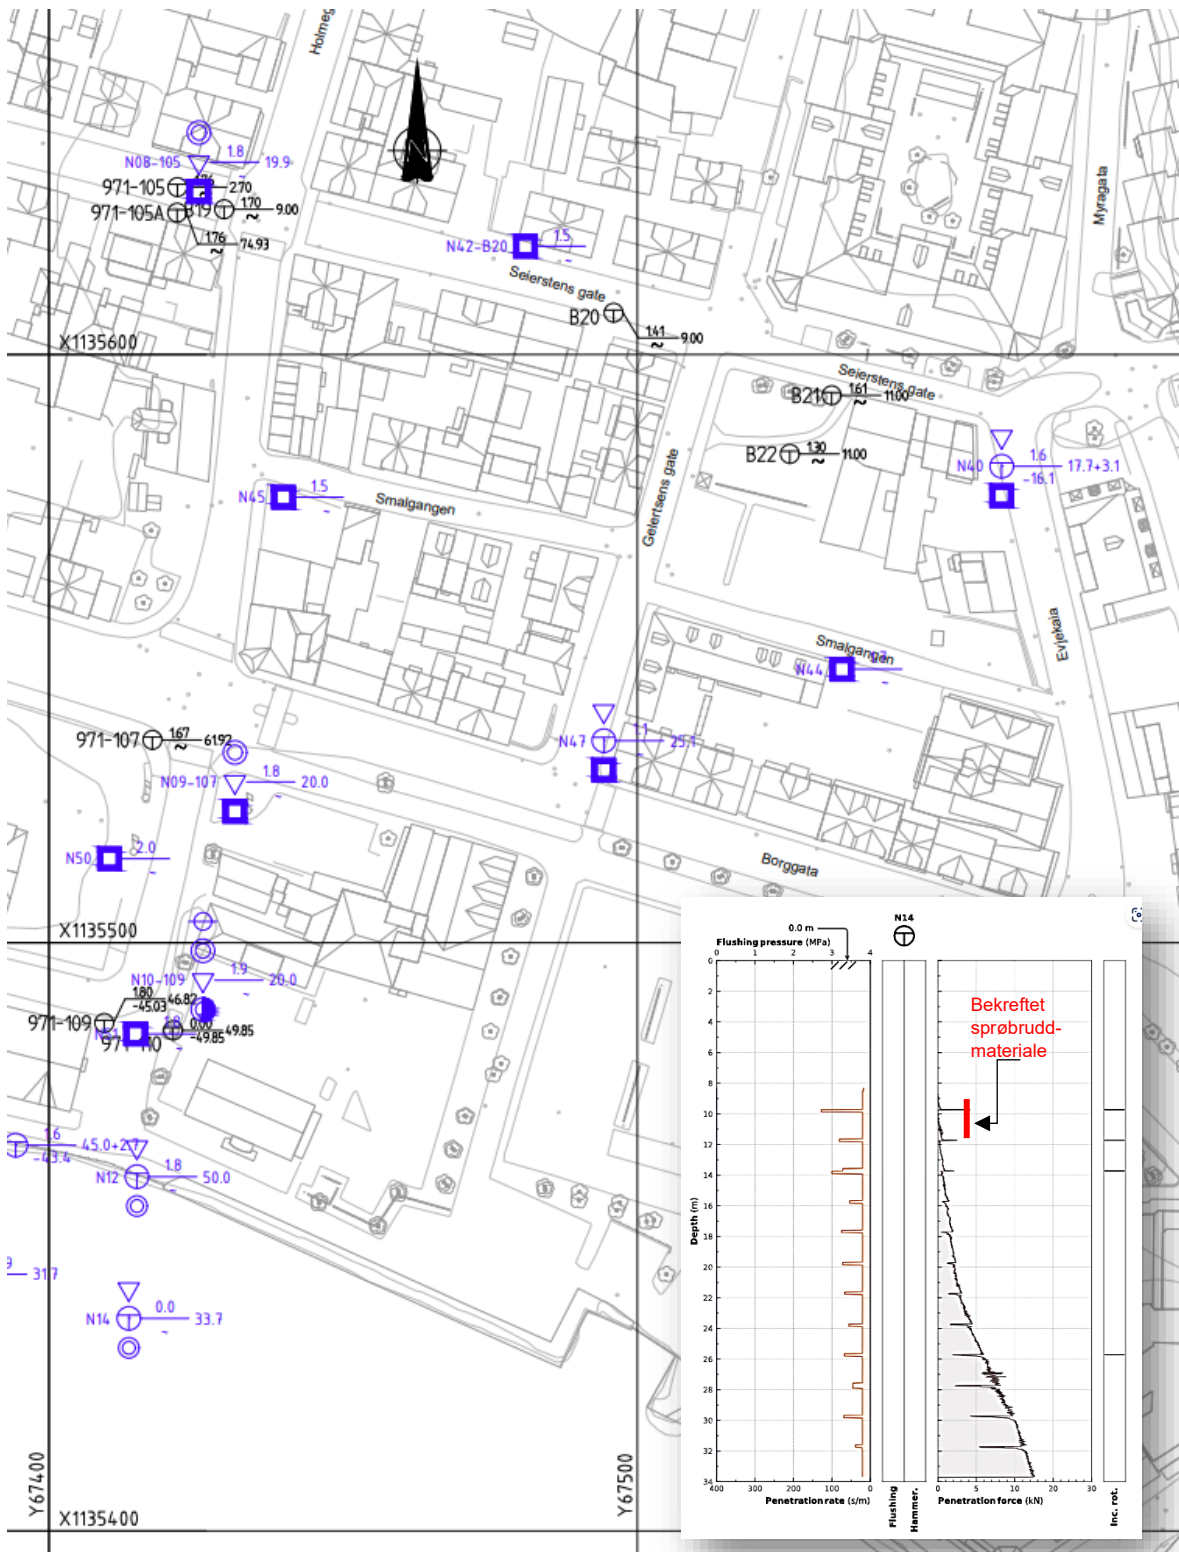 Holmeg
N08-105
1.8
19.9
971-105
1.76
2.70
971-105A
B19
1.70
9.00
1.76
74.93
N42-B20
1.5
Seierstens gate
B20
1.41
9.00
Myragata
X1135600
Seierstens gate
B21
1.61
11.00
B22
1.30
11.00
N40
1.6
17.7+3.1
-16.1
N45
1.5
Smalgangen
Gelertsens gate
Evjekaia
Smalgangen
N44
971-107
1.67
61.92
N47
1.1
25.1
N09-107
1.8
20.0
N50
2.0
Borggata
X1135500
N10-109
1.9
20.0
1.80
46.82
-45.03
971-109
1.8
971-110
0.00
49.85
-49.85
1.6
45.0+2.7
-43.4
N12
1.8
50.0
9
31.7
N14
0.0
33.7
Y67400
Y67500
X1135400
N14
0.0 m
Flushing pressure (MPa)
0 1 2 3 4
0
2
4
6
8
10
12
14
16
18
20
22
24
26
28
30
32
34
Depth (m)
Bekreftet
sprøbrudd-
materiale
400 300 200 100 0
Penetration rate (s/m)
Flushing
Hammer.
0 10 20 30
Penetration force (kN)
Inc. rot.